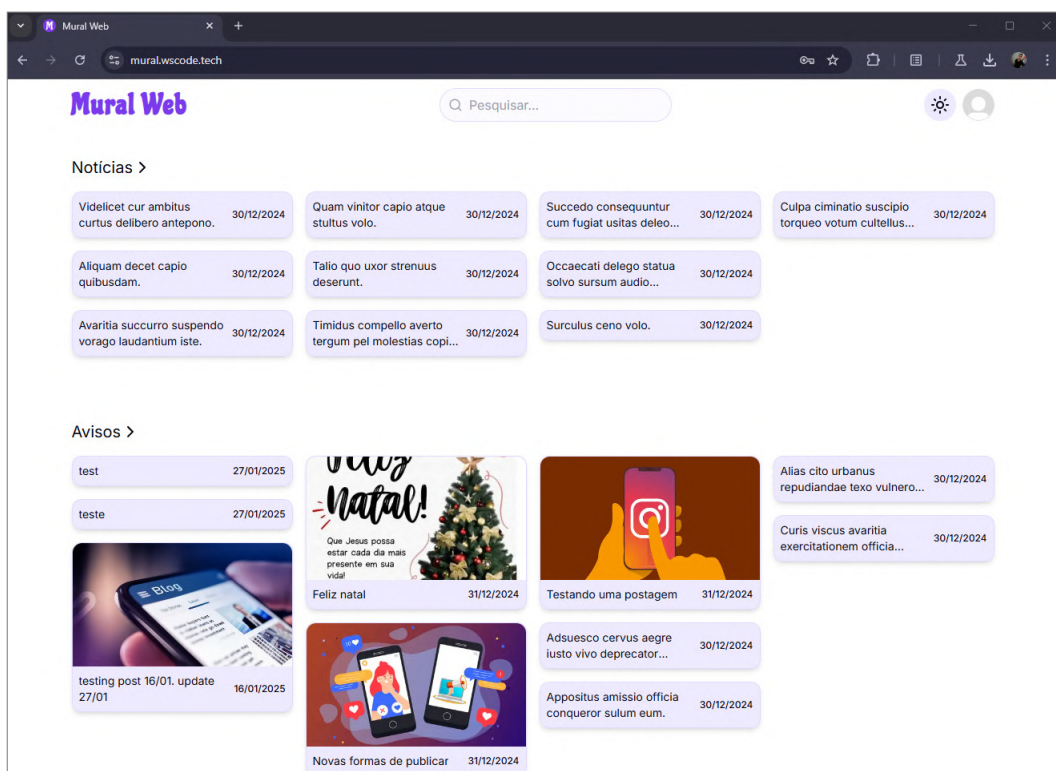 Mural Web
mural.wscode.tech
Mural Web
Pesquisar...
Notícias
Videlicet cur ambitus
curtus delibero antepono.
30/12/2024
Quam vinitor capio atque
stultus volo.
30/12/2024
Succedo consequuntur
cum fugiat usitas deleo...
30/12/2024
Culpa ciminatio suscipio
torqueo votum cultellus...
30/12/2024
Aliquam decet capio
quibusdam.
30/12/2024
Talio quo uxor strenuus
deserunt.
30/12/2024
Occaecati delego statua
solvo sursum audio...
30/12/2024
Avaritia succurro suspendo
vorago laudantium iste.
30/12/2024
Timidus compello averto
tergum pel molestias copi...
30/12/2024
Surculus ceno volo.
30/12/2024
Avisos
test
27/01/2025
teste
27/01/2025
Blog
testing post 16/01. update
27/01
16/01/2025
Feliz
Natal!
Que Jesus possa
estar cada dia mais
presente em sua
vida!
Feliz natal
31/12/2024
Novas formas de publicar
31/12/2024
Testando uma postagem
31/12/2024
Adsuesco cervus aegre
iusto vivo deprecator...
30/12/2024
Appositus amissio officia
conqueror sulum eum.
30/12/2024
Alias cito urbanus
repudiandae texo vulnero...
30/12/2024
Curis viscus avaritia
exercitationem officia...
30/12/2024